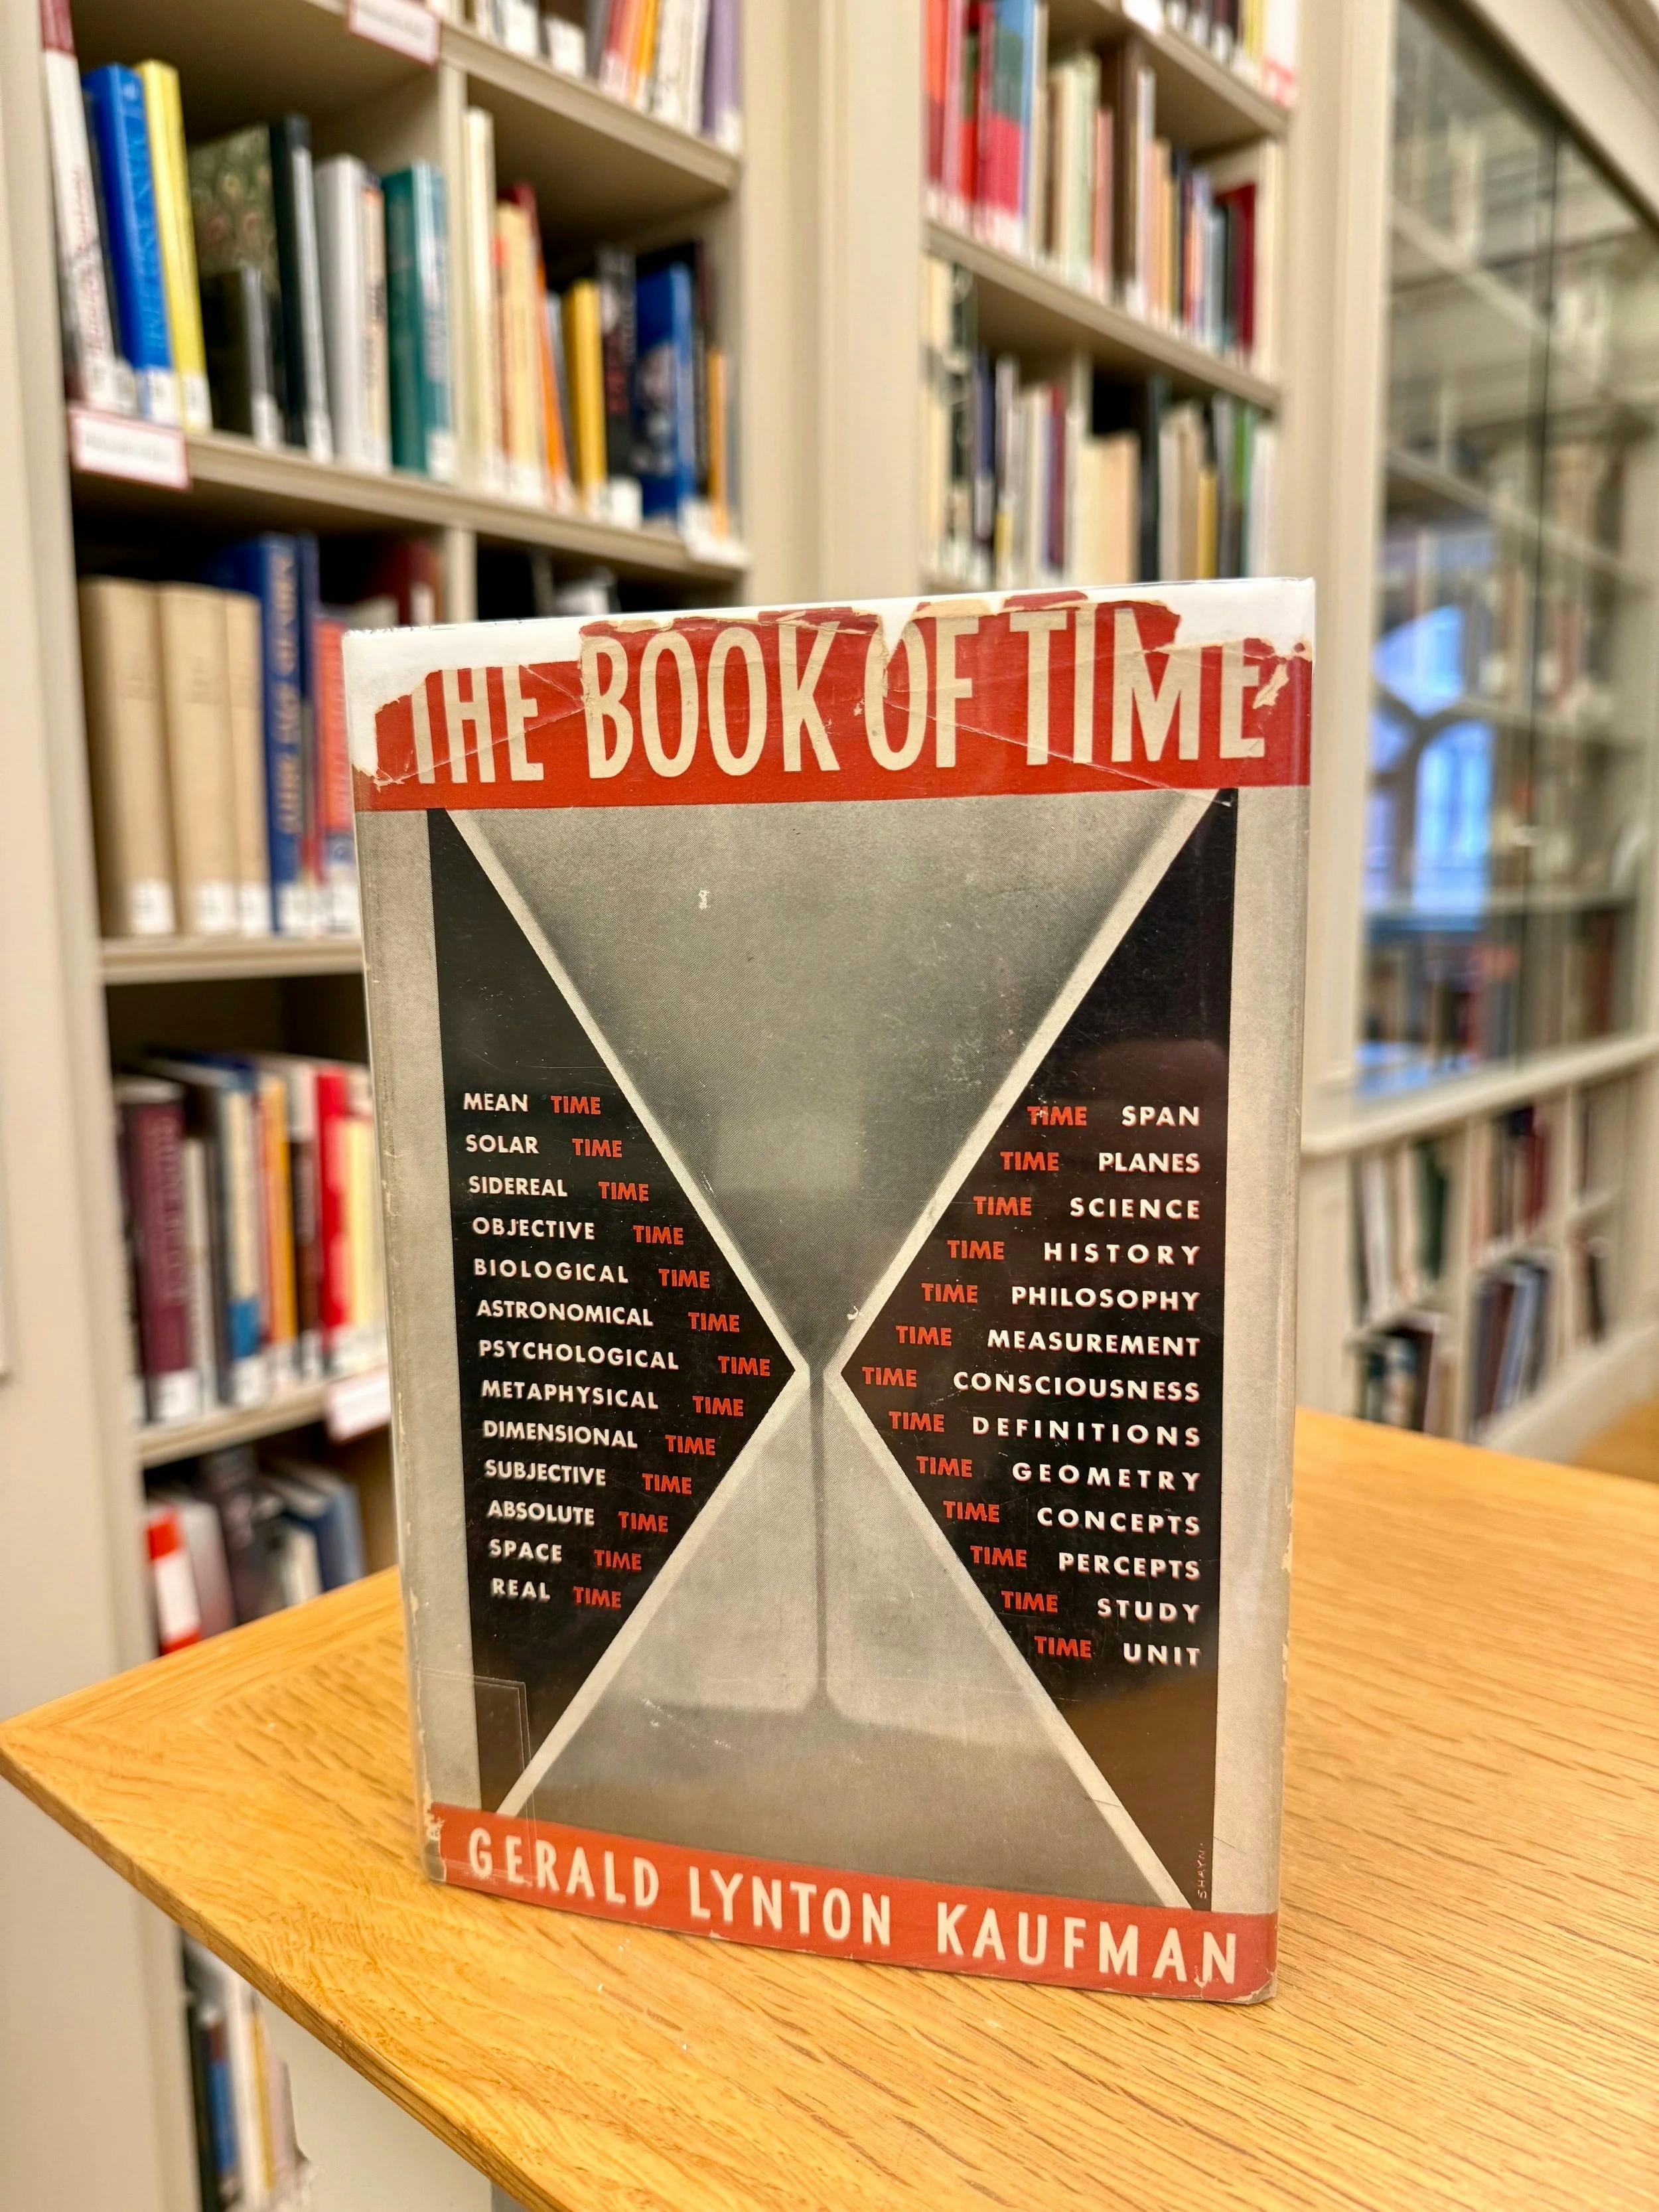 THE BOOK OF TIME
MEAN TIME
SOLAR TIME
SIDEREAL TIME
OBJECTIVE TIME
BIOLOGICAL TIME
ASTRONOMICAL TIME
PSYCHOLOGICAL TIME
METAPHYSICAL TIME
DIMENSIONAL TIME
SUBJECTIVE TIME
ABSOLUTE TIME
SPACE TIME
REAL TIME
TIME SPAN
TIME PLANES
TIME SCIENCE
TIME HISTORY
TIME PHILOSOPHY
TIME MEASUREMENT
TIME CONSCIOUSNESS
TIME DEFINITIONS
TIME GEOMETRY
TIME CONCEPTS
TIME PERCEPTS
TIME STUDY
TIME UNIT
SHAYN
GERALD LYNTON KAUFMAN